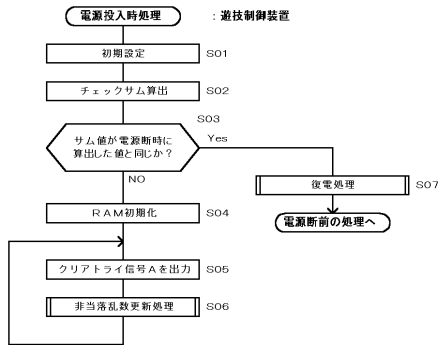 電源投入時処理
：遊技制御装置
初期設定
S01
チェックサム算出
S02
S03
サム値が電源断時に
算出した値と同じか？
Yes
NO
復電処理
S07
電源断前の処理へ
ＲＡＭ初期化
S04
クリアトライ信号Ａを出力
S05
非当落乱数更新処理
S06